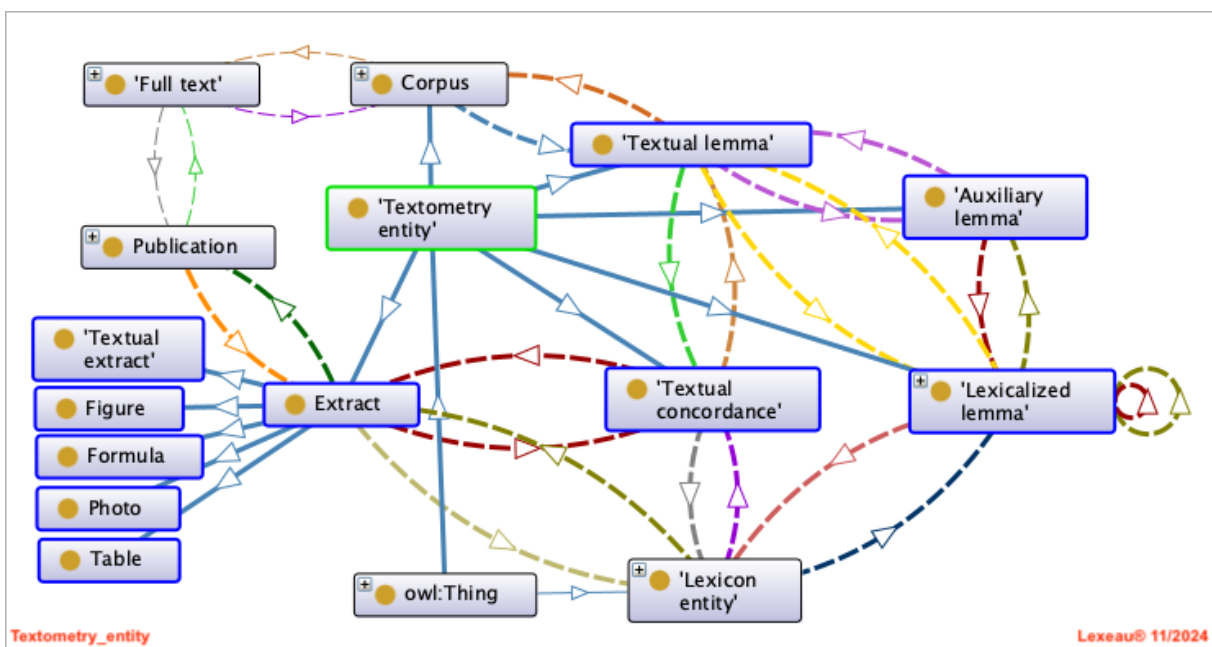 'Full text'
Corpus
'Textual lemma'
'Auxiliary
lemma'
'Textometry
entity'
Publication
'Textual
extract'
Figure
Formula
Photo
Table
Extract
'Textual
concordance'
'Lexicalized
lemma'
owl:Thing
'Lexicon
entity'
Textometry_entity
Lexeau® 11/2024